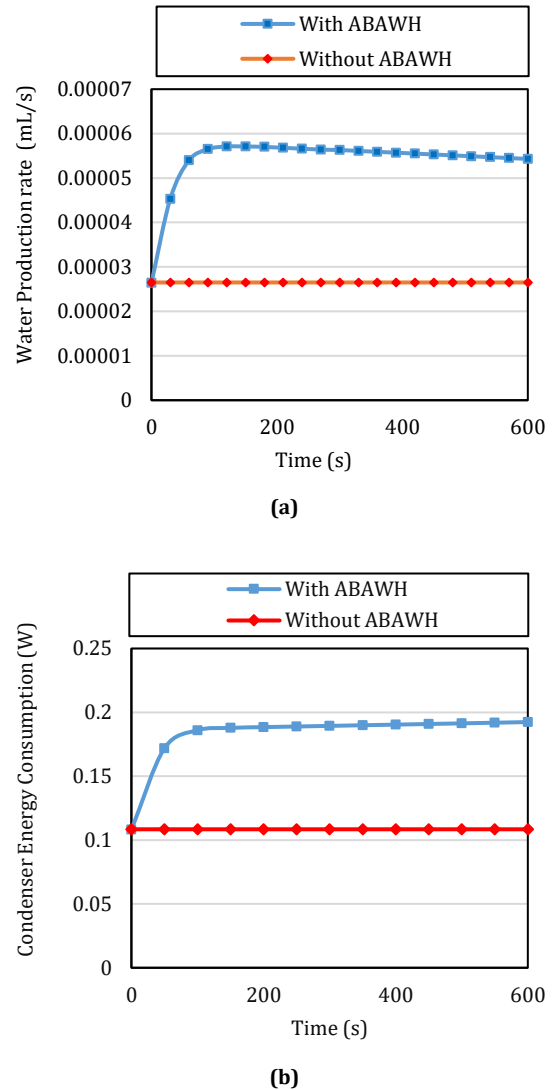 With ABAWH
Without ABAWH
Water Production rate (mL/s)
0.00007
0.00006
0.00005
0.00004
0.00003
0.00002
0.00001
0
0 200 400 600
Time (s)
(a)
With ABAWH
Without ABAWH
Condenser Energy Consumption (W)
0.25
0.2
0.15
0.1
0.05
0
0 200 400 600
Time (s)
(b)